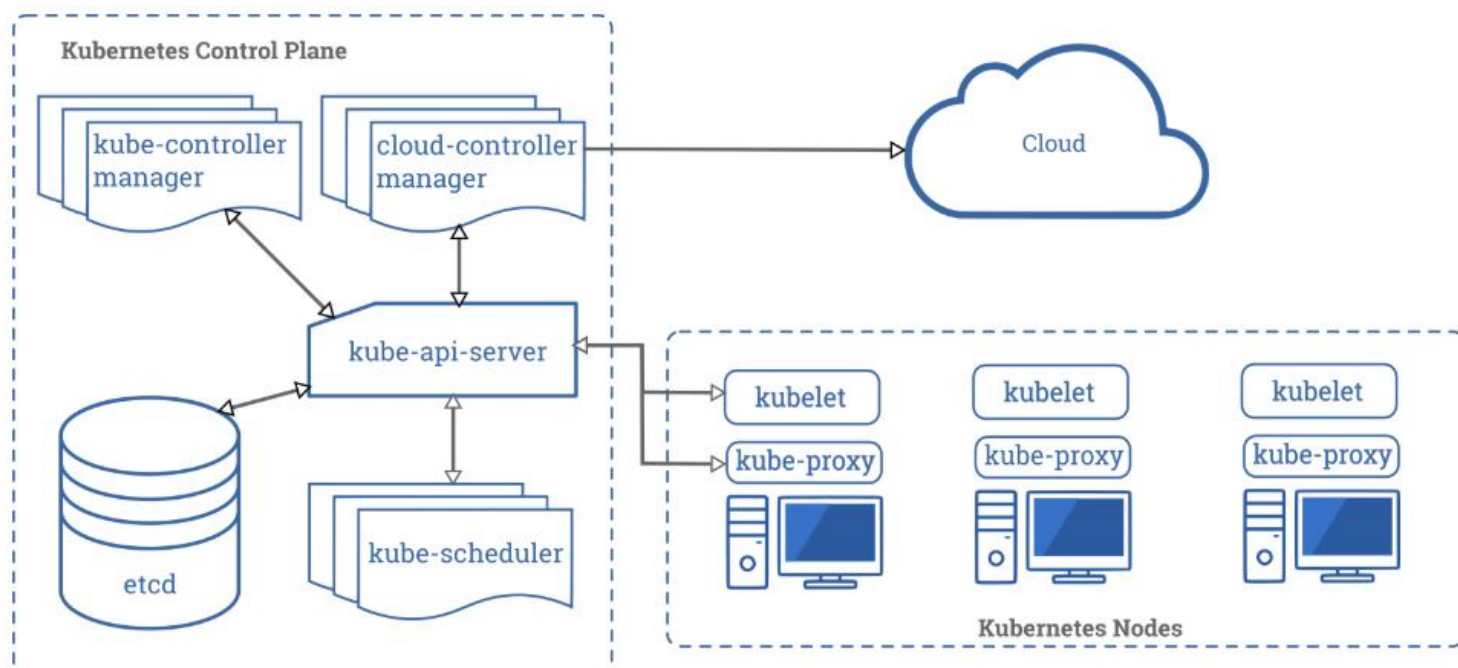 Kubernetes Control Plane
kube-controller
manager
cloud-controller
manager
Cloud
kube-api-server
kubelet
kubelet
kubelet
kube-proxy
kube-proxy
kube-proxy
etcd
kube-scheduler
Kubernetes Nodes